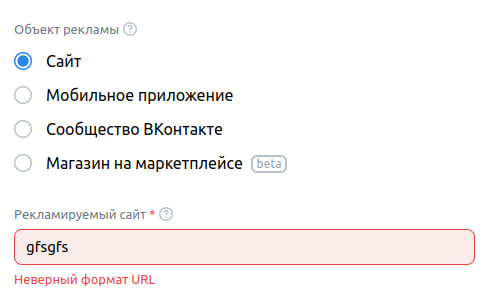 Объект рекламы ?
Сайт
Мобильное приложение
Сообщество ВКонтакте
Магазин на маркетплейсе beta
Рекламируемый сайт * ?
gfsgfs
Неверный формат URL